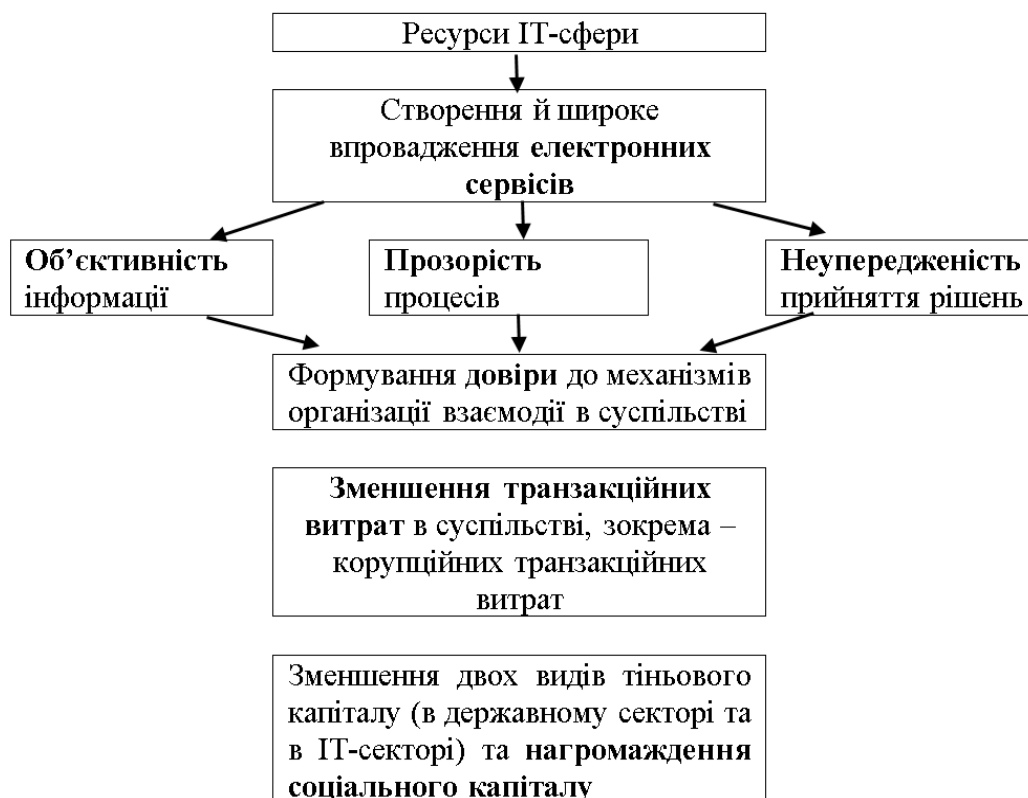 Ресурси ІТ-сфери
Створення й широке
впровадження електронних
сервісів
Об’єктивність
інформації
Прозорість
процесів
Неупередженість
прийняття рішень
Формування довіри до механізмів
організації взаємодії в суспільстві
Зменшення транзакційних
витрат в суспільстві, зокрема –
корупційних транзакційних
витрат
Зменшення двох видів тіньового
капіталу (в державному секторі та
в ІТ-секторі) та нагромаждення
соціального капіталу